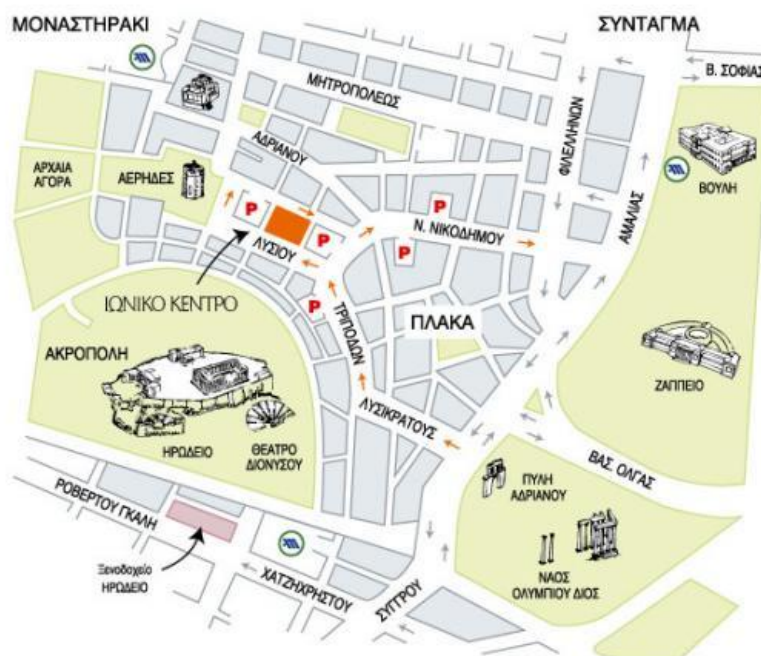 ΜΟΝΑΣΤΗΡΑΚΙ
ΣΥΝΤΑΓΜΑ
Β. ΣΟΦΙΑΣ
ΜΗΤΡΟΠΟΛΕΩΣ
ΦΙΛΕΛΛΗΝΩΝ
ΑΔΡΙΑΝΟΥ
ΑΡΧΑΙΑ
ΑΓΟΡΑ
ΑΕΡΗΔΕΣ
ΒΟΥΛΗ
ΑΜΑΛΙΑΣ
P
P
P
P
P
Ν. ΝΙΚΟΔΗΜΟΥ
ΛΥΣΙΟΥ
ΙΩΝΙΚΟ ΚΕΝΤΡΟ
ΤΡΙΠΟΔΩΝ
ΠΛΑΚΑ
ΑΚΡΟΠΟΛΗ
ΖΑΠΠΕΙΟ
ΛΥΣΙΚΡΑΤΟΥΣ
ΗΡΩΔΕΙΟ
ΘΕΑΤΡΟ
ΔΙΟΝΥΣΟΥ
ΒΑΣ. ΟΛΓΑΣ
ΠΥΛΗ
ΑΔΡΙΑΝΟΥ
ΡΟΒΕΡΤΟΥ ΓΚΑΛΗ
Ξενοδοχείο
ΗΡΩΔΕΙΟ
ΧΑΤΖΗΧΡΗΣΤΟΥ
ΣΥΓΓΡΟΥ
ΝΑΟΣ
ΟΛΥΜΠΙΟΥ ΔΙΟΣ